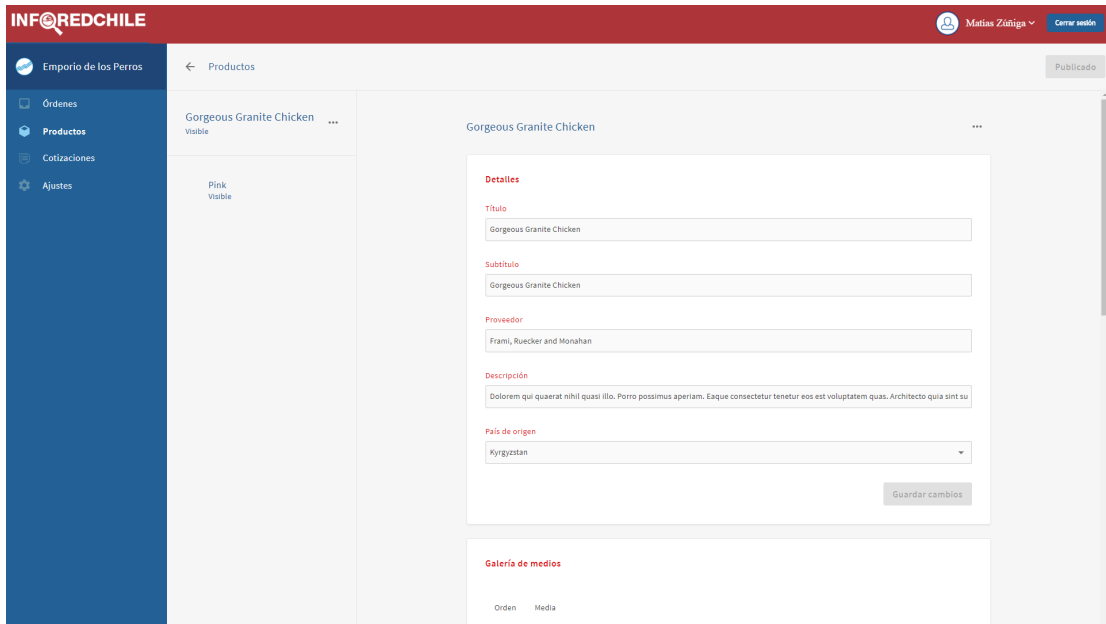 INFOREDCHILE
Matias Zúñiga
Cerrar sesión
Emporio de los Perros
Productos
Publicado
Órdenes
Productos
Cotizaciones
Ajustes
Gorgeous Granite Chicken
Visible
Pink
Visible
Gorgeous Granite Chicken
Detalles
Título
Gorgeous Granite Chicken
Subtítulo
Gorgeous Granite Chicken
Proveedor
Frami, Ruecker and Monahan
Descripción
Dolorem qui quaerat nihil quasi illo. Porro possimus aperiam. Eaque consectetur tenetur eos est voluptatem quas. Architecto quia sint su
País de origen
Kyrgyzstan
Guardar cambios
Galería de medios
Orden Media